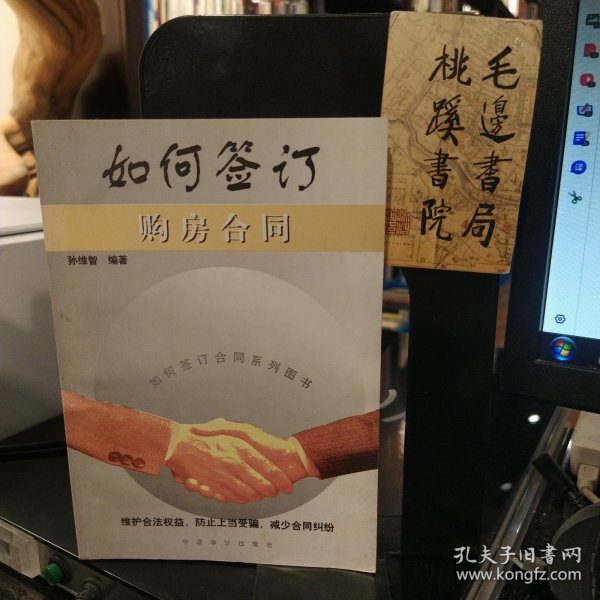 如何签订
购房合同
孙维智 编著
如何签订合同系列图书
维护合法权益，防止上当受骗，减少合同纠纷
中国审计出版社
毛邊書局
桃蹊書院
孔夫子旧书网
www.kongfz.com